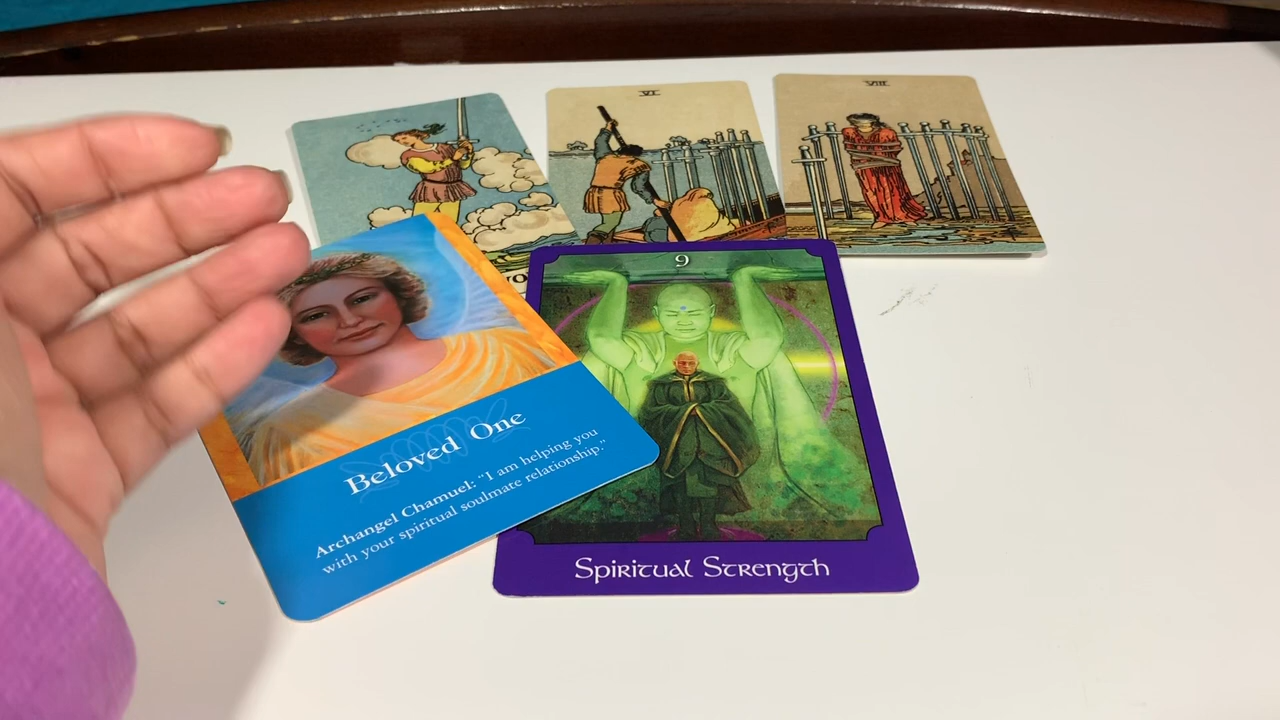 VI
VIII
9
Beloved One
Archangel Chamuel: "I am helping you
with your spiritual soulmate relationship."
Spiritual Strength